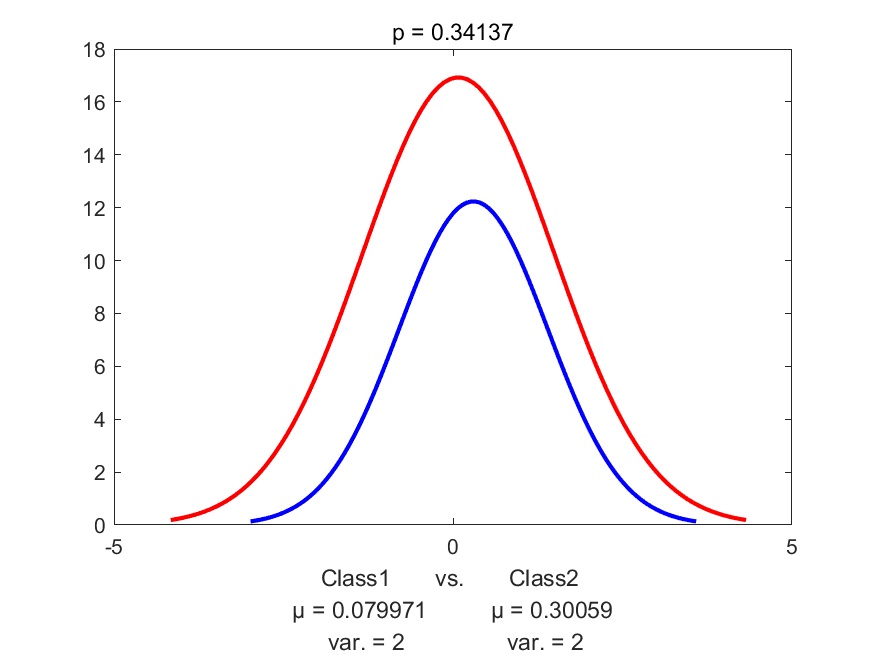 p = 0.34137
18
16
14
12
10
8
6
4
2
0
-5 0 5
Class1 vs. Class2
μ = 0.079971 μ = 0.30059
var. = 2 var. = 2